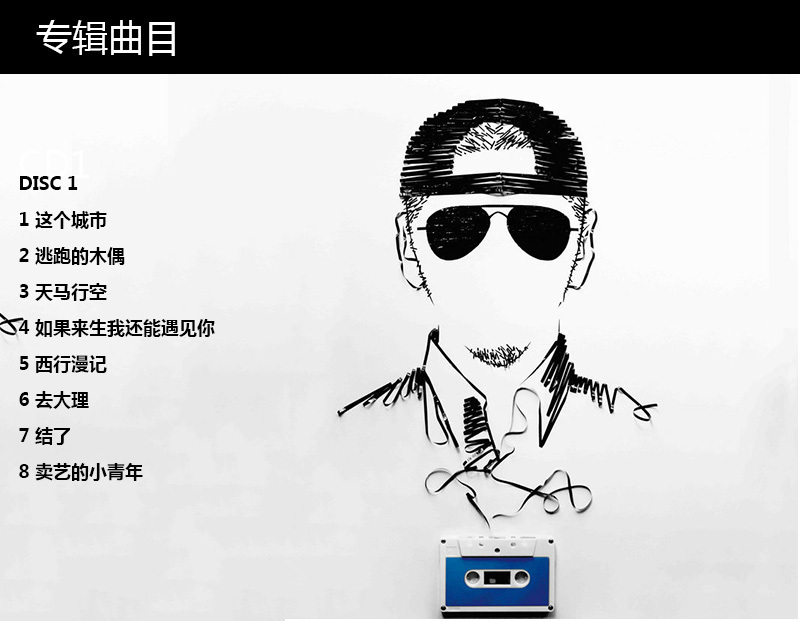 专辑曲目
CD1
DISC 1
1 这个城市
2 逃跑的木偶
3 天马行空
4 如果来生我还能遇见你
5 西行漫记
6 去大理
7 结了
8 卖艺的小青年